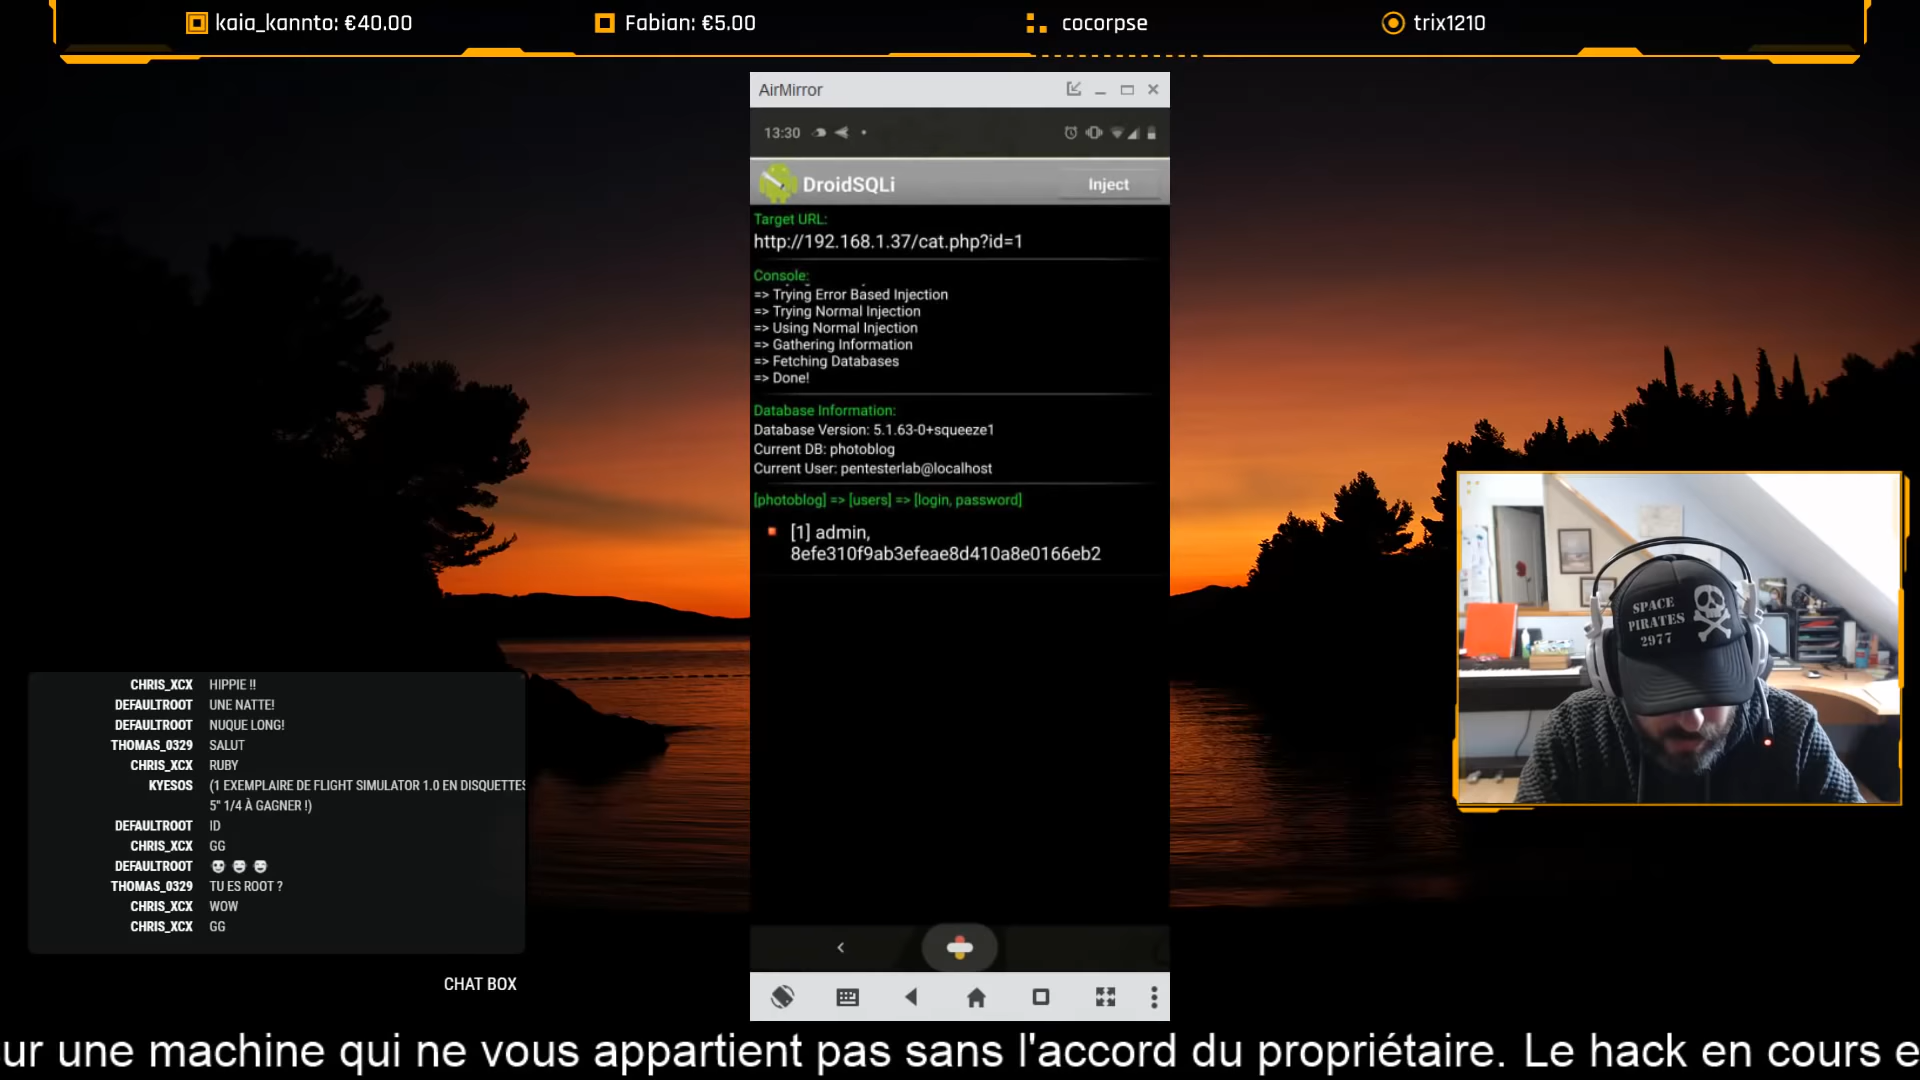 kaia_kannto: €40.00
Fabian: €5.00
cocorpse
trix1210
AirMirror
13:30
DroidSQLi
Inject
Target URL:
http://192.168.1.37/cat.php?id=1
Console:
=> Trying Error Based Injection
=> Trying Normal Injection
=> Using Normal Injection
=> Gathering Information
=> Fetching Databases
=> Done!
Database Information:
Database Version: 5.1.63-0+squeeze1
Current DB: photoblog
Current User: pentesterlab@localhost
[photoblog] => [users] => [login, password]
[1] admin,
8efe310f9ab3efeae8d410a8e0166eb2
SPACE
PIRATES
2977
CHRIS_XCX HIPPIE !!
DEFAULTROOT UNE NATTE!
DEFAULTROOT NUQUE LONG!
THOMAS_0329 SALUT
CHRIS_XCX RUBY
KYESOS (1 EXEMPLAIRE DE FLIGHT SIMULATOR 1.0 EN DISQUETTES
5" 1/4 À GAGNER !)
DEFAULTROOT ID
CHRIS_XCX GG
DEFAULTROOT
THOMAS_0329 TU ES ROOT ?
CHRIS_XCX WOW
CHRIS_XCX GG
CHAT BOX
sur une machine qui ne vous appartient pas sans l'accord du propriétaire. Le hack en cours e